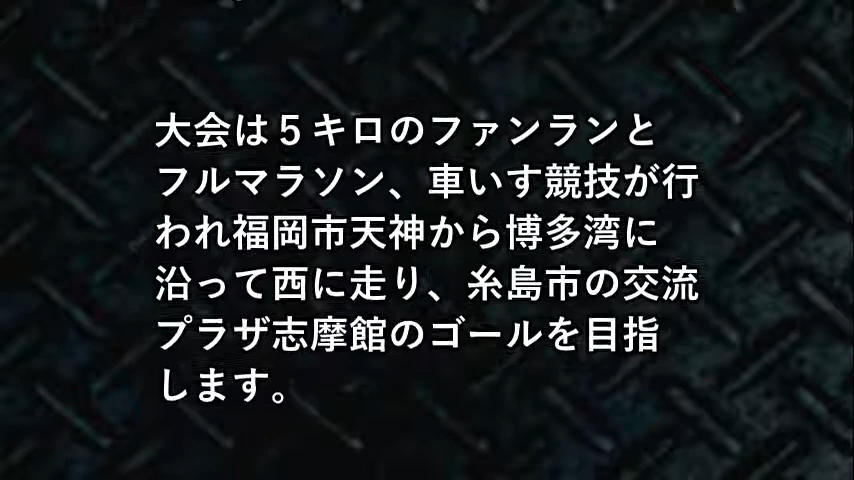 大会は５キロのファンランと
フルマラソン、車いす競技が行
われ福岡市天神から博多湾に
沿って西に走り、糸島市の交流
プラザ志摩館のゴールを目指
します。